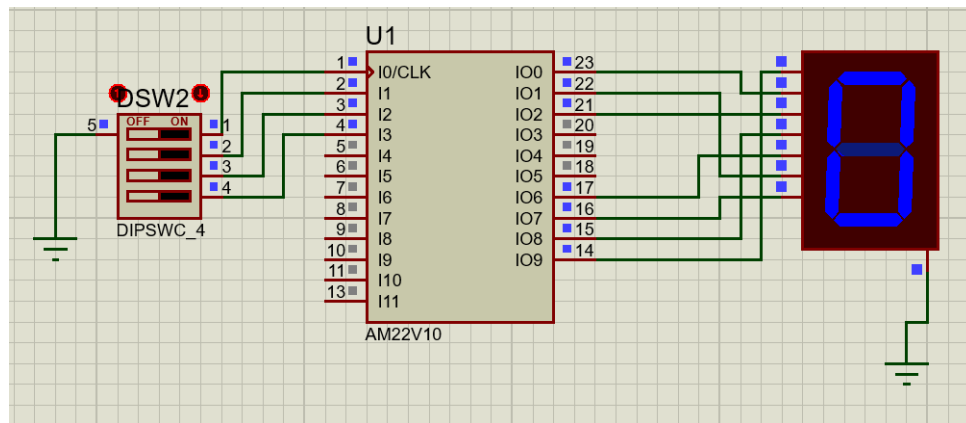 U1
1 I0/CLK IO0 23
2 I1 IO1 22
3 I2 IO2 21
4 I3 IO3 20
5 I4 IO4 19
6 I5 IO5 18
7 I6 IO6 17
8 I7 IO7 16
9 I8 IO8 15
10 I9 IO9 14
11 I10
13 I11
AM22V10
DSW2
OFF ON
5 1
2
3
4
DIPSWC_4
0